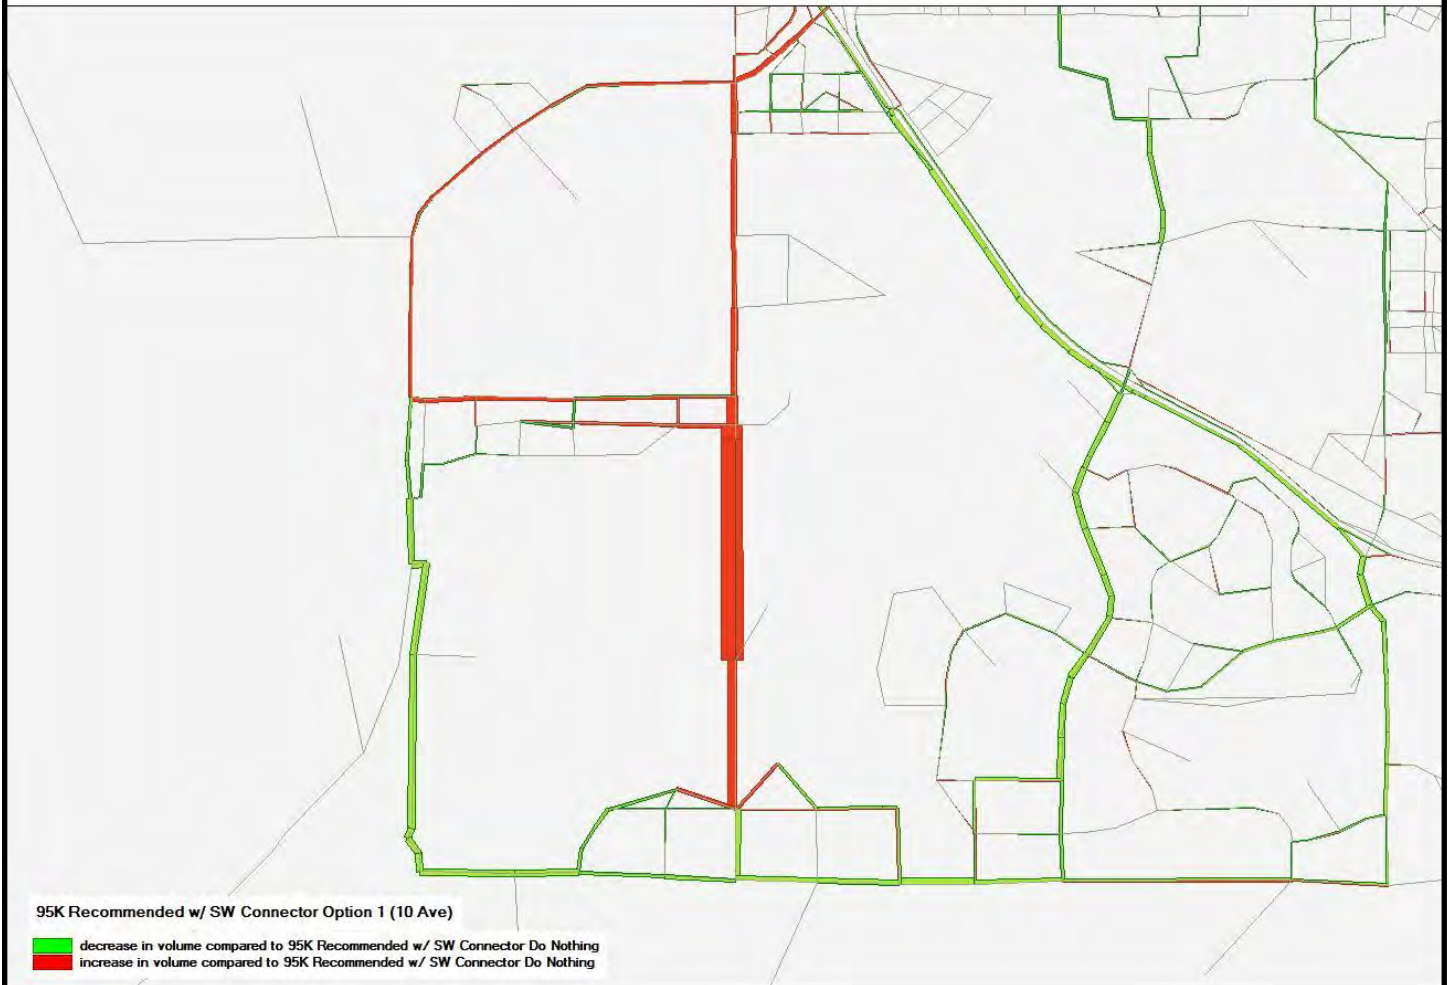 95K Recommended w/ SW Connector Option 1 (10 Ave)
decrease in volume compared to 95K Recommended w/ SW Connector Do Nothing
increase in volume compared to 95K Recommended w/ SW Connector Do Nothing